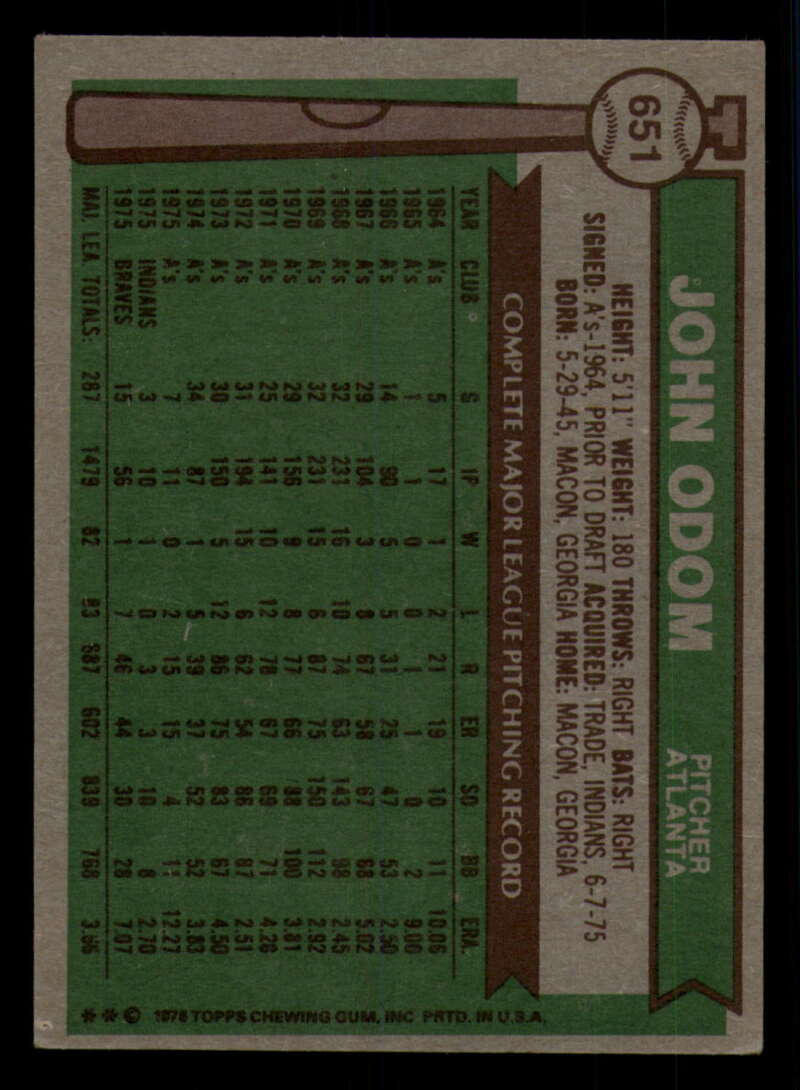 651
JOHN ODOM
PITCHER
ATLANTA
HEIGHT: 5'11" WEIGHT: 180 THROWS: RIGHT BATS: RIGHT
SIGNED: A's-1964, PRIOR TO DRAFT ACQUIRED: TRADE, INDIANS, 6-7-75
BORN: 5-29-45, MACON, GEORGIA HOME: MACON, GEORGIA
COMPLETE MAJOR LEAGUE PITCHING RECORD
YEAR CLUB S IP W L R ER SO BB ERA.
1964 A's 5 17 1 2 21 19 10 11 10.06
1965 A's 1 1 0 0 1 1 0 2 9.00
1966 A's 14 90 5 5 31 25 47 53 2.50
1967 A's 29 104 3 8 67 58 67 68 5.02
1968 A's 32 231 16 10 74 63 143 98 2.45
1969 A's 32 231 15 6 87 75 150 112 2.92
1970 A's 29 156 9 8 77 66 88 100 3.81
1971 A's 25 141 10 12 78 67 69 71 4.28
1972 A's 31 194 15 6 62 54 86 87 2.51
1973 A's 30 150 5 12 86 75 83 67 4.50
1974 A's 34 87 1 5 39 37 52 52 3.83
1975 A's 7 11 0 2 15 15 4 11 12.27
1975 INDIANS 3 10 1 0 3 3 10 8 2.70
1975 BRAVES 15 56 1 7 46 44 30 28 7.07
MAJ. LEA. TOTALS: 287 1479 82 83 687 602 839 768 3.66
** © 1976 TOPPS CHEWING GUM, INC PRTD. IN U.S.A.